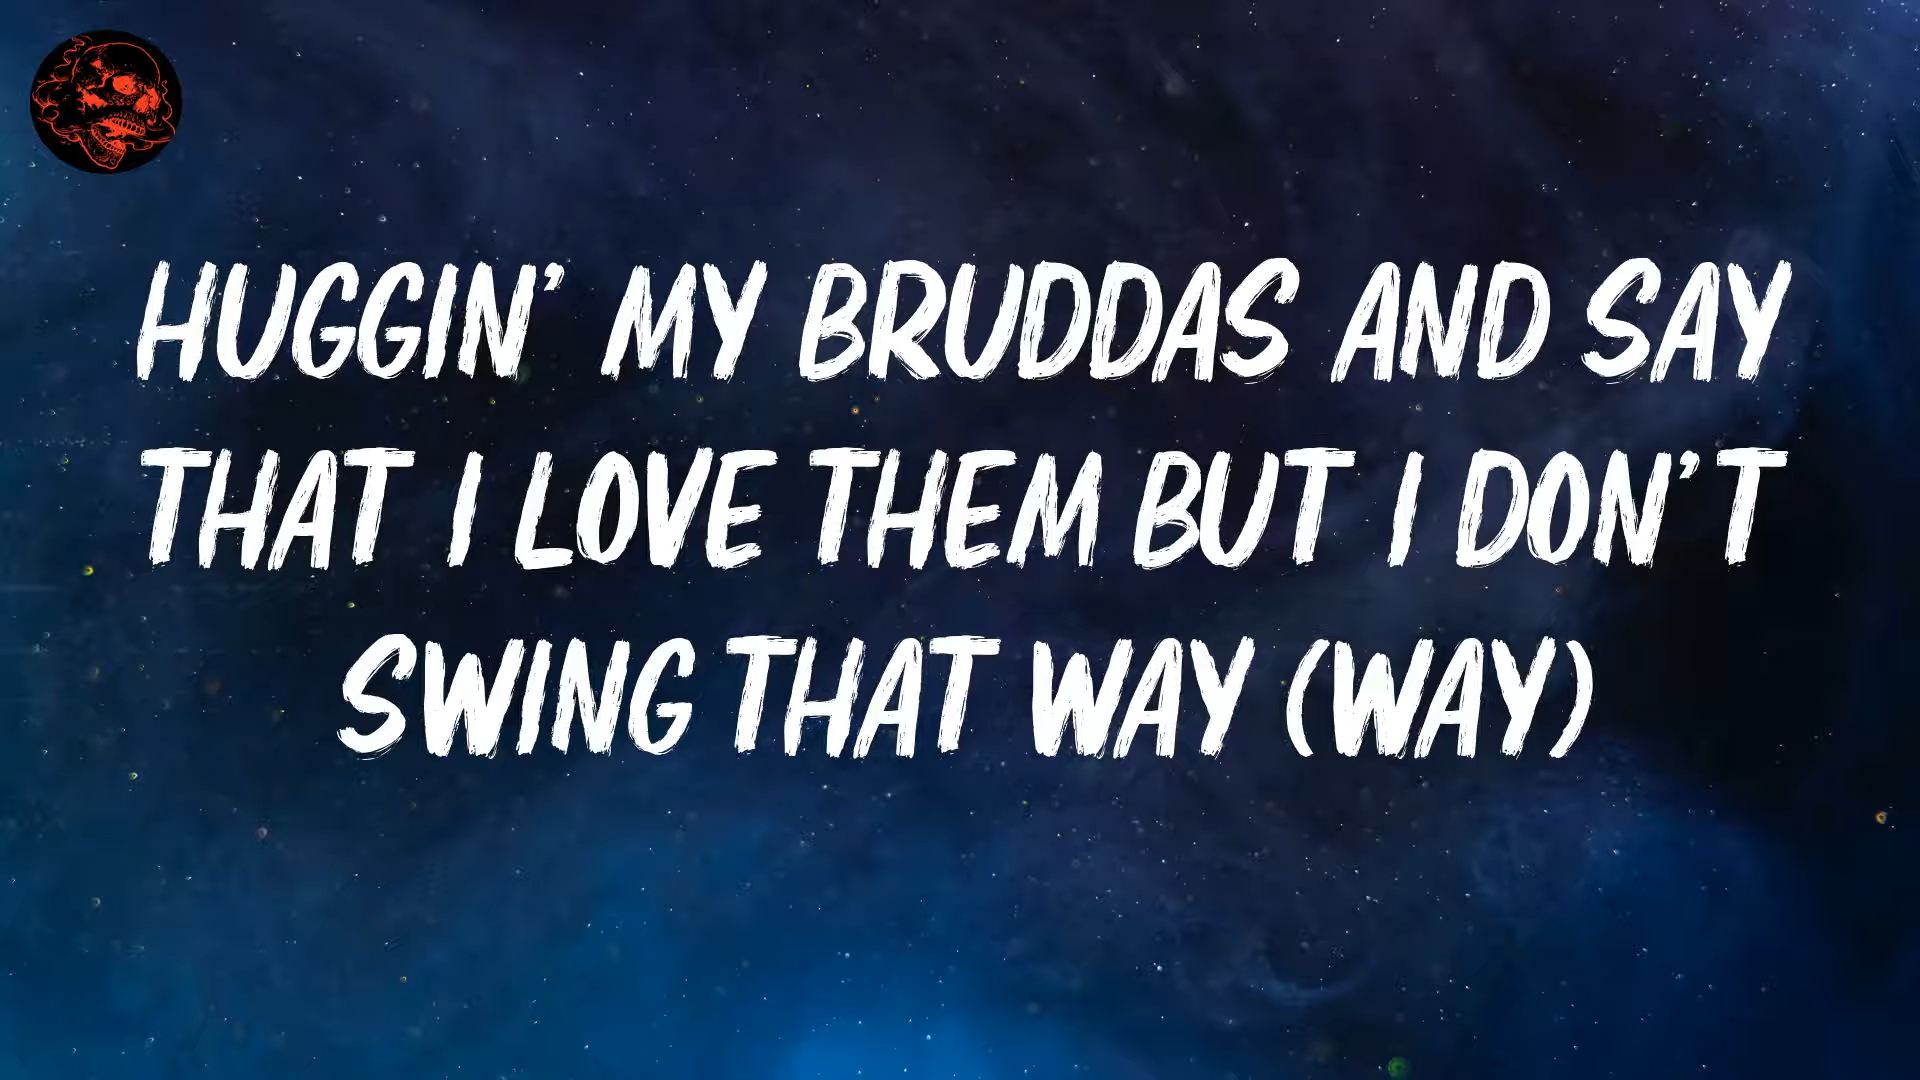 HUGGIN' MY BRUDDAS AND SAY
THAT I LOVE THEM BUT I DON'T
SWING THAT WAY (WAY)